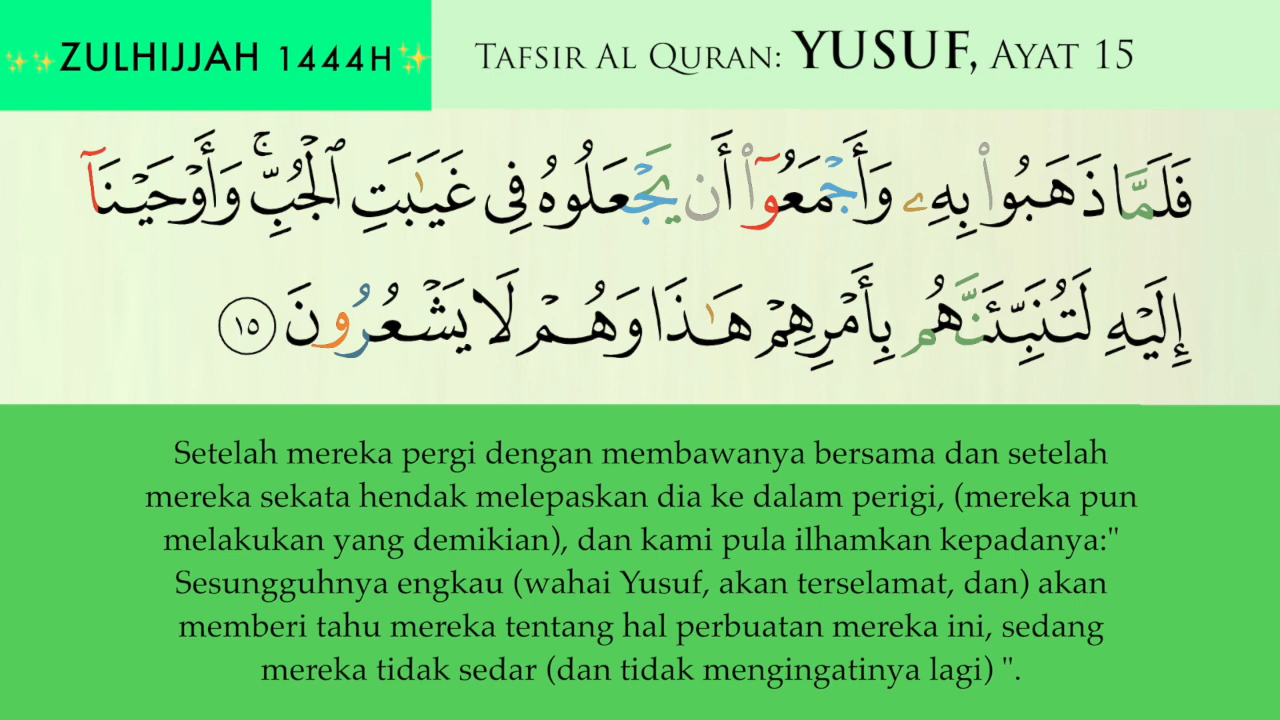 ✨✨ZULHIJJAH 1444H✨
TAFSIR AL QURAN: YUSUF, AYAT 15
فَلَمَّا ذَهَبُوا۟ بِهِۦ وَأَجْمَعُوٓا۟ أَن يَجْعَلُوهُ فِى غَيَـٰبَتِ ٱلْجُبِّ ۚ وَأَوْحَيْنَآ
إِلَيْهِ لَتُنَبِّئَنَّهُم بِأَمْرِهِمْ هَـٰذَا وَهُمْ لَا يَشْعُرُونَ ١٥
Setelah mereka pergi dengan membawanya bersama dan setelah
mereka sekata hendak melepaskan dia ke dalam perigi, (mereka pun
melakukan yang demikian), dan kami pula ilhamkan kepadanya:"
Sesungguhnya engkau (wahai Yusuf, akan terselamat, dan) akan
memberi tahu mereka tentang hal perbuatan mereka ini, sedang
mereka tidak sedar (dan tidak mengingatinya lagi) ".